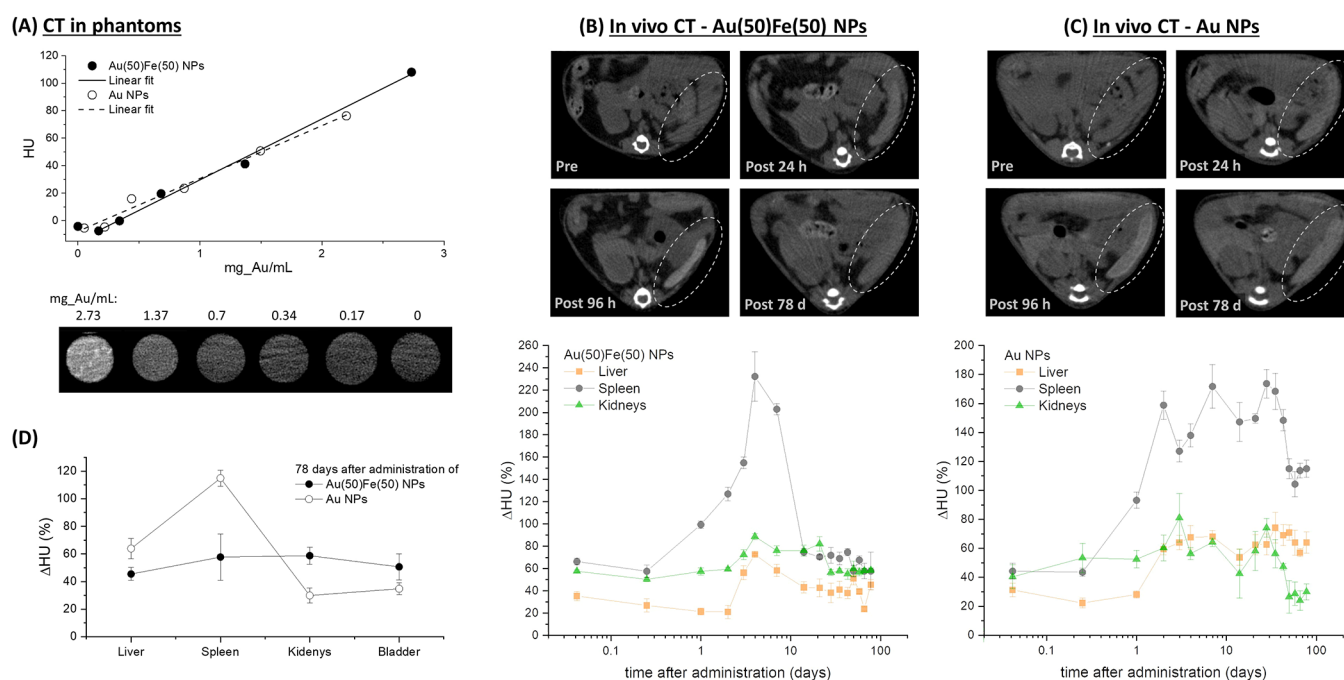 (A) CT in phantoms
120
100
80
60
40
20
0
HU
Au(50)Fe(50) NPs
Linear fit
Au NPs
Linear fit
0 1 2 3
mg_Au/mL
mg_Au/mL:
2.73 1.37 0.7 0.34 0.17 0
(B) In vivo CT - Au(50)Fe(50) NPs
Pre
Post 24 h
Post 96 h
Post 78 d
260
240
220
200
180
160
140
120
100
80
60
40
20
0
ΔHU (%)
Au(50)Fe(50) NPs
Liver
Spleen
Kidneys
0.1 1 10 100
time after administration (days)
(C) In vivo CT - Au NPs
Pre
Post 24 h
Post 96 h
Post 78 d
200
180
160
140
120
100
80
60
40
20
0
ΔHU (%)
Au NPs
Liver
Spleen
Kidneys
0.1 1 10 100
time after administration (days)
(D)
120
100
80
60
40
20
0
ΔHU (%)
78 days after administration of
Au(50)Fe(50) NPs
Au NPs
Liver Spleen Kidenys Bladder